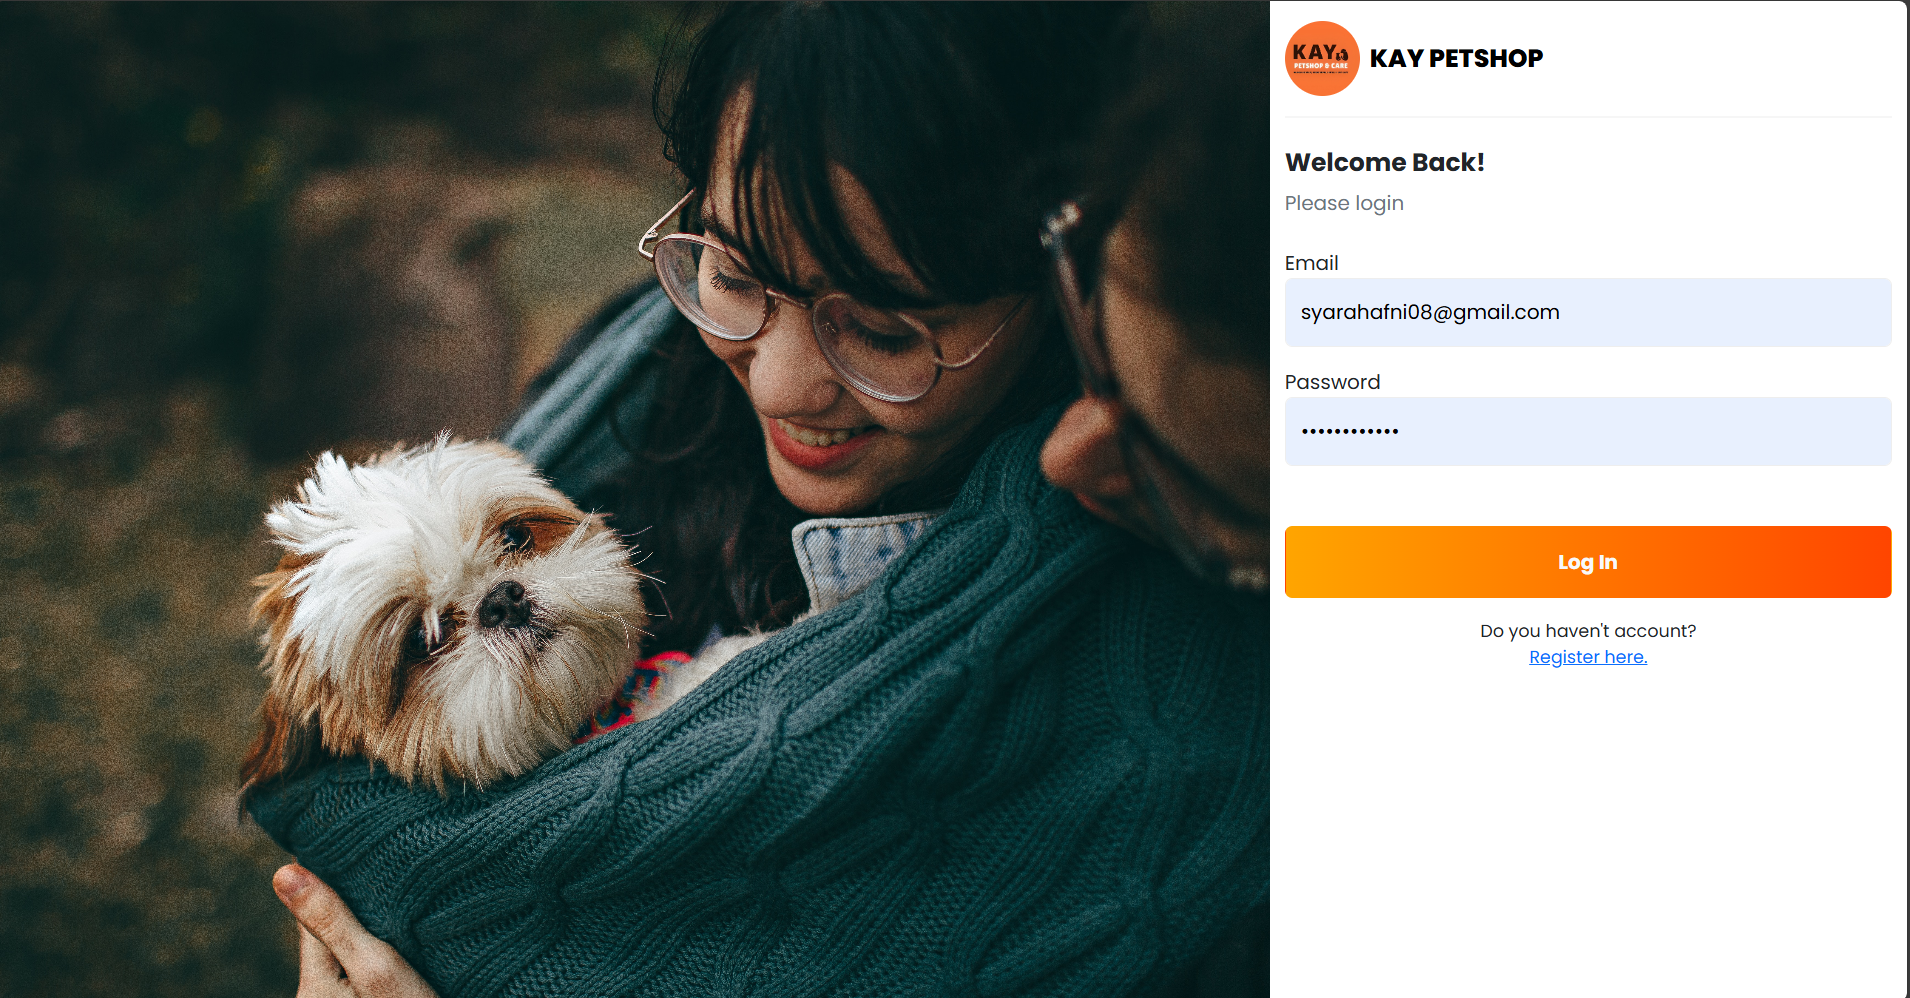 KAY
PETSHOP & CARE
KAY PETSHOP
Welcome Back!
Please login
Email
syarahafni08@gmail.com
Password
••••••••••••
Log In
Do you haven't account?
Register here.